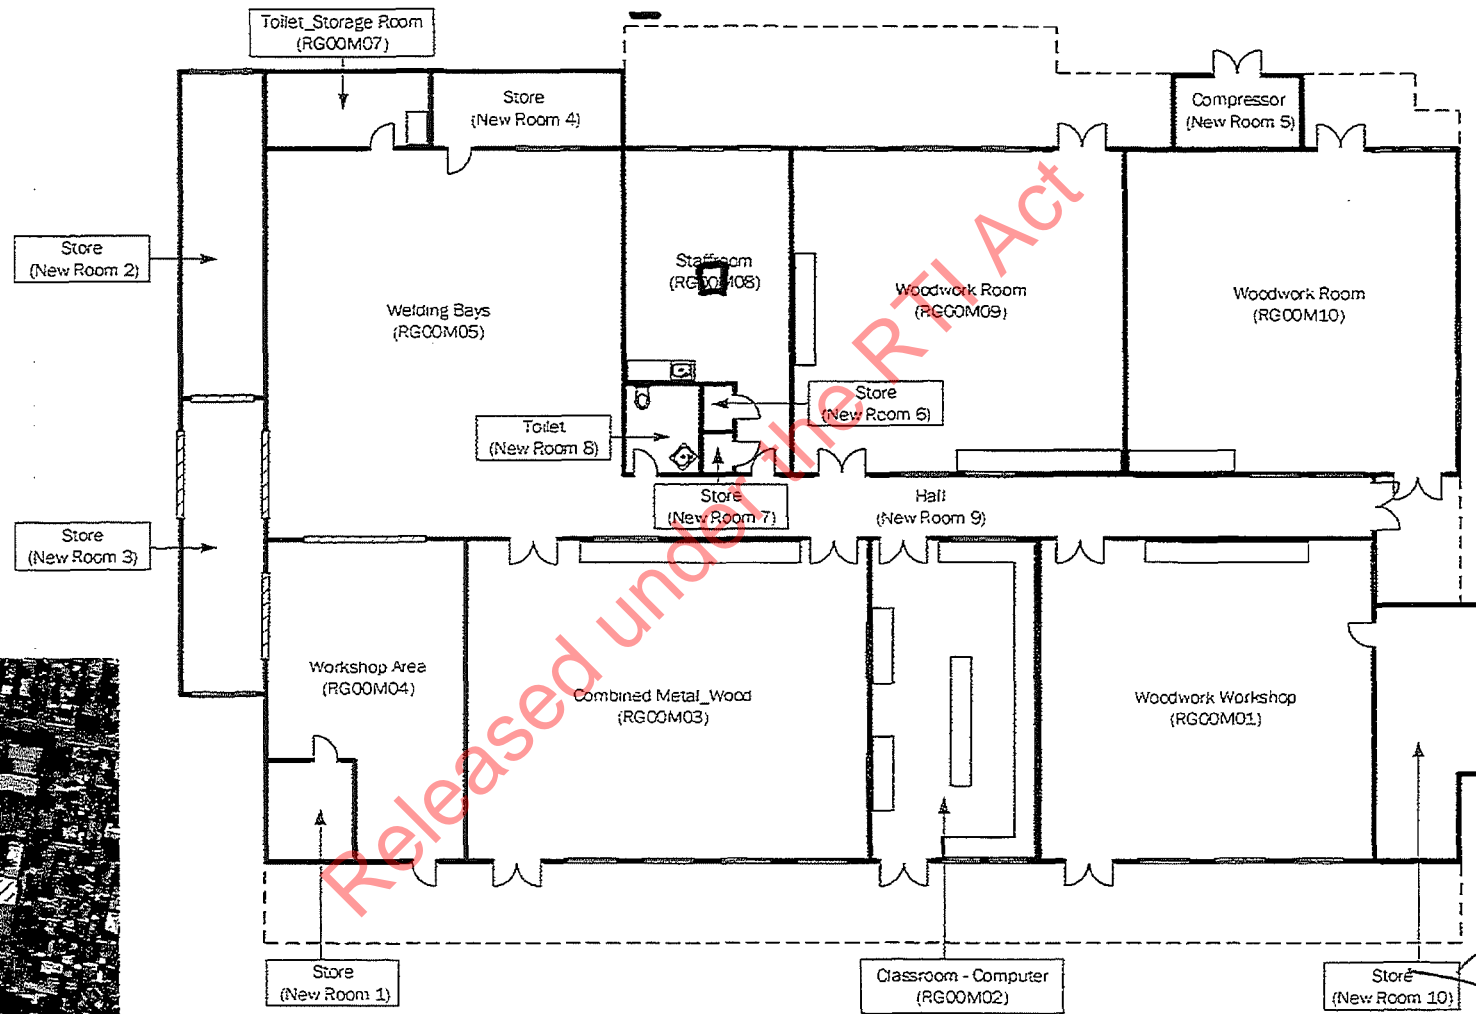 Toilet_Storage Room
(RG00M07)
Store
(New Room 4)
Compressor
(New Room 5)
Store
(New Room 2)
Welding Bays
(RG00M05)
Staffroom
(RG00M08)
Woodwork Room
(RG00M09)
Woodwork Room
(RG00M10)
Store
(New Room 6)
Toilet
(New Room 8)
Store
(New Room 7)
Hall
(New Room 9)
Store
(New Room 3)
Workshop Area
(RG00M04)
Combined Metal_Wood
(RG00M03)
Woodwork Workshop
(RG00M01)
Store
(New Room 1)
Classroom - Computer
(RG00M02)
Store
(New Room 10)
Released under the RTI Act